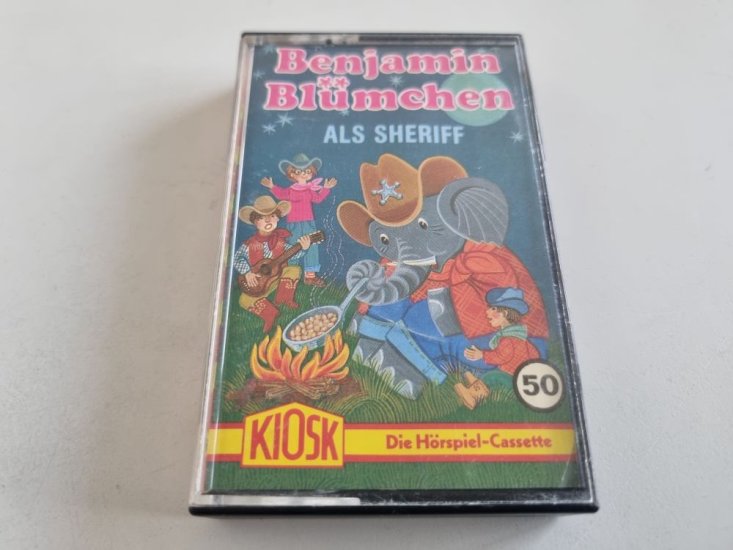 Benjamin
Blümchen
ALS SHERIFF
50
KIOSK
Die Hörspiel-Cassette